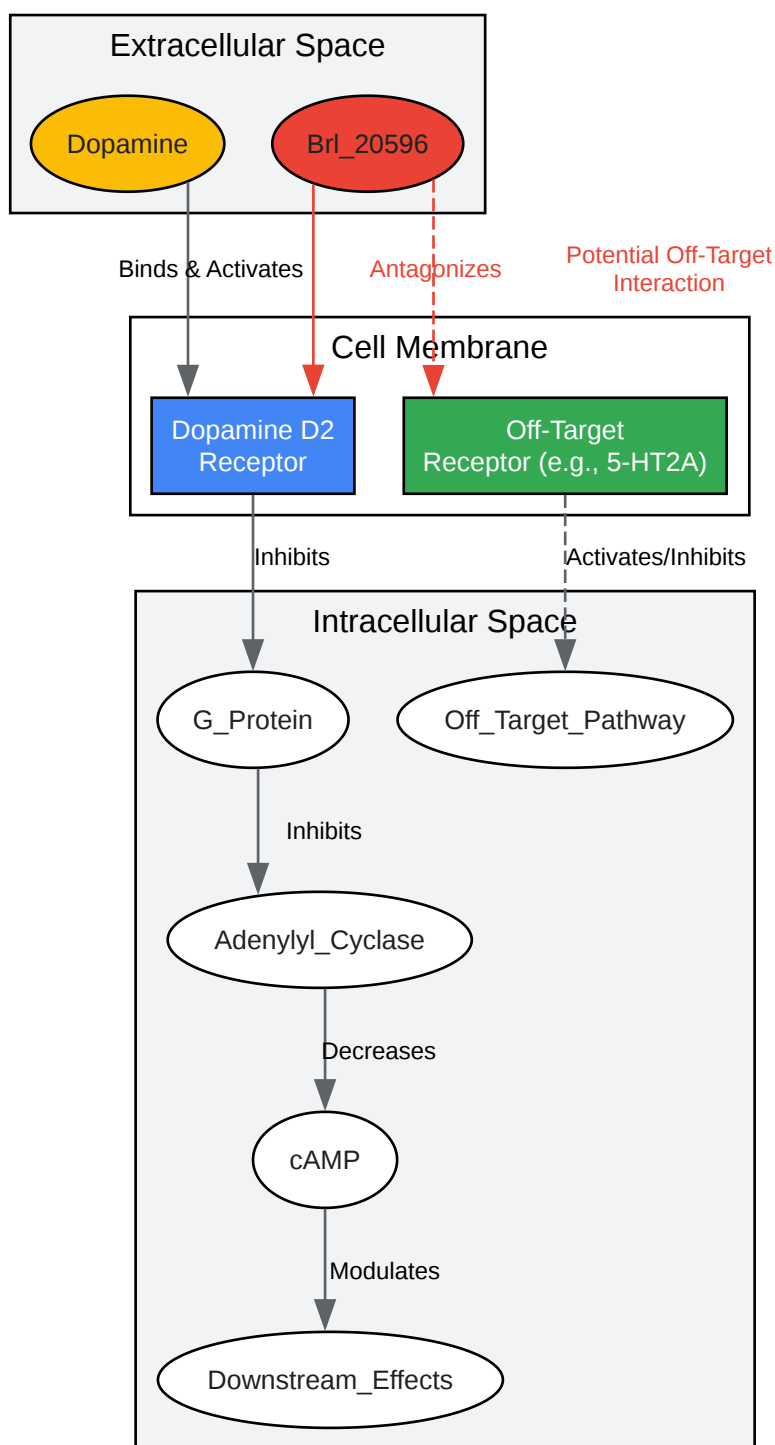 Extracellular Space
Dopamine
Brl_20596
Binds & Activates
Antagonizes
Potential Off-Target
Interaction
Cell Membrane
Dopamine D2
Receptor
Off-Target
Receptor (e.g., 5-HT2A)
Inhibits
Activates/Inhibits
Intracellular Space
G_Protein
Off_Target_Pathway
Inhibits
Adenylyl_Cyclase
Decreases
cAMP
Modulates
Downstream_Effects